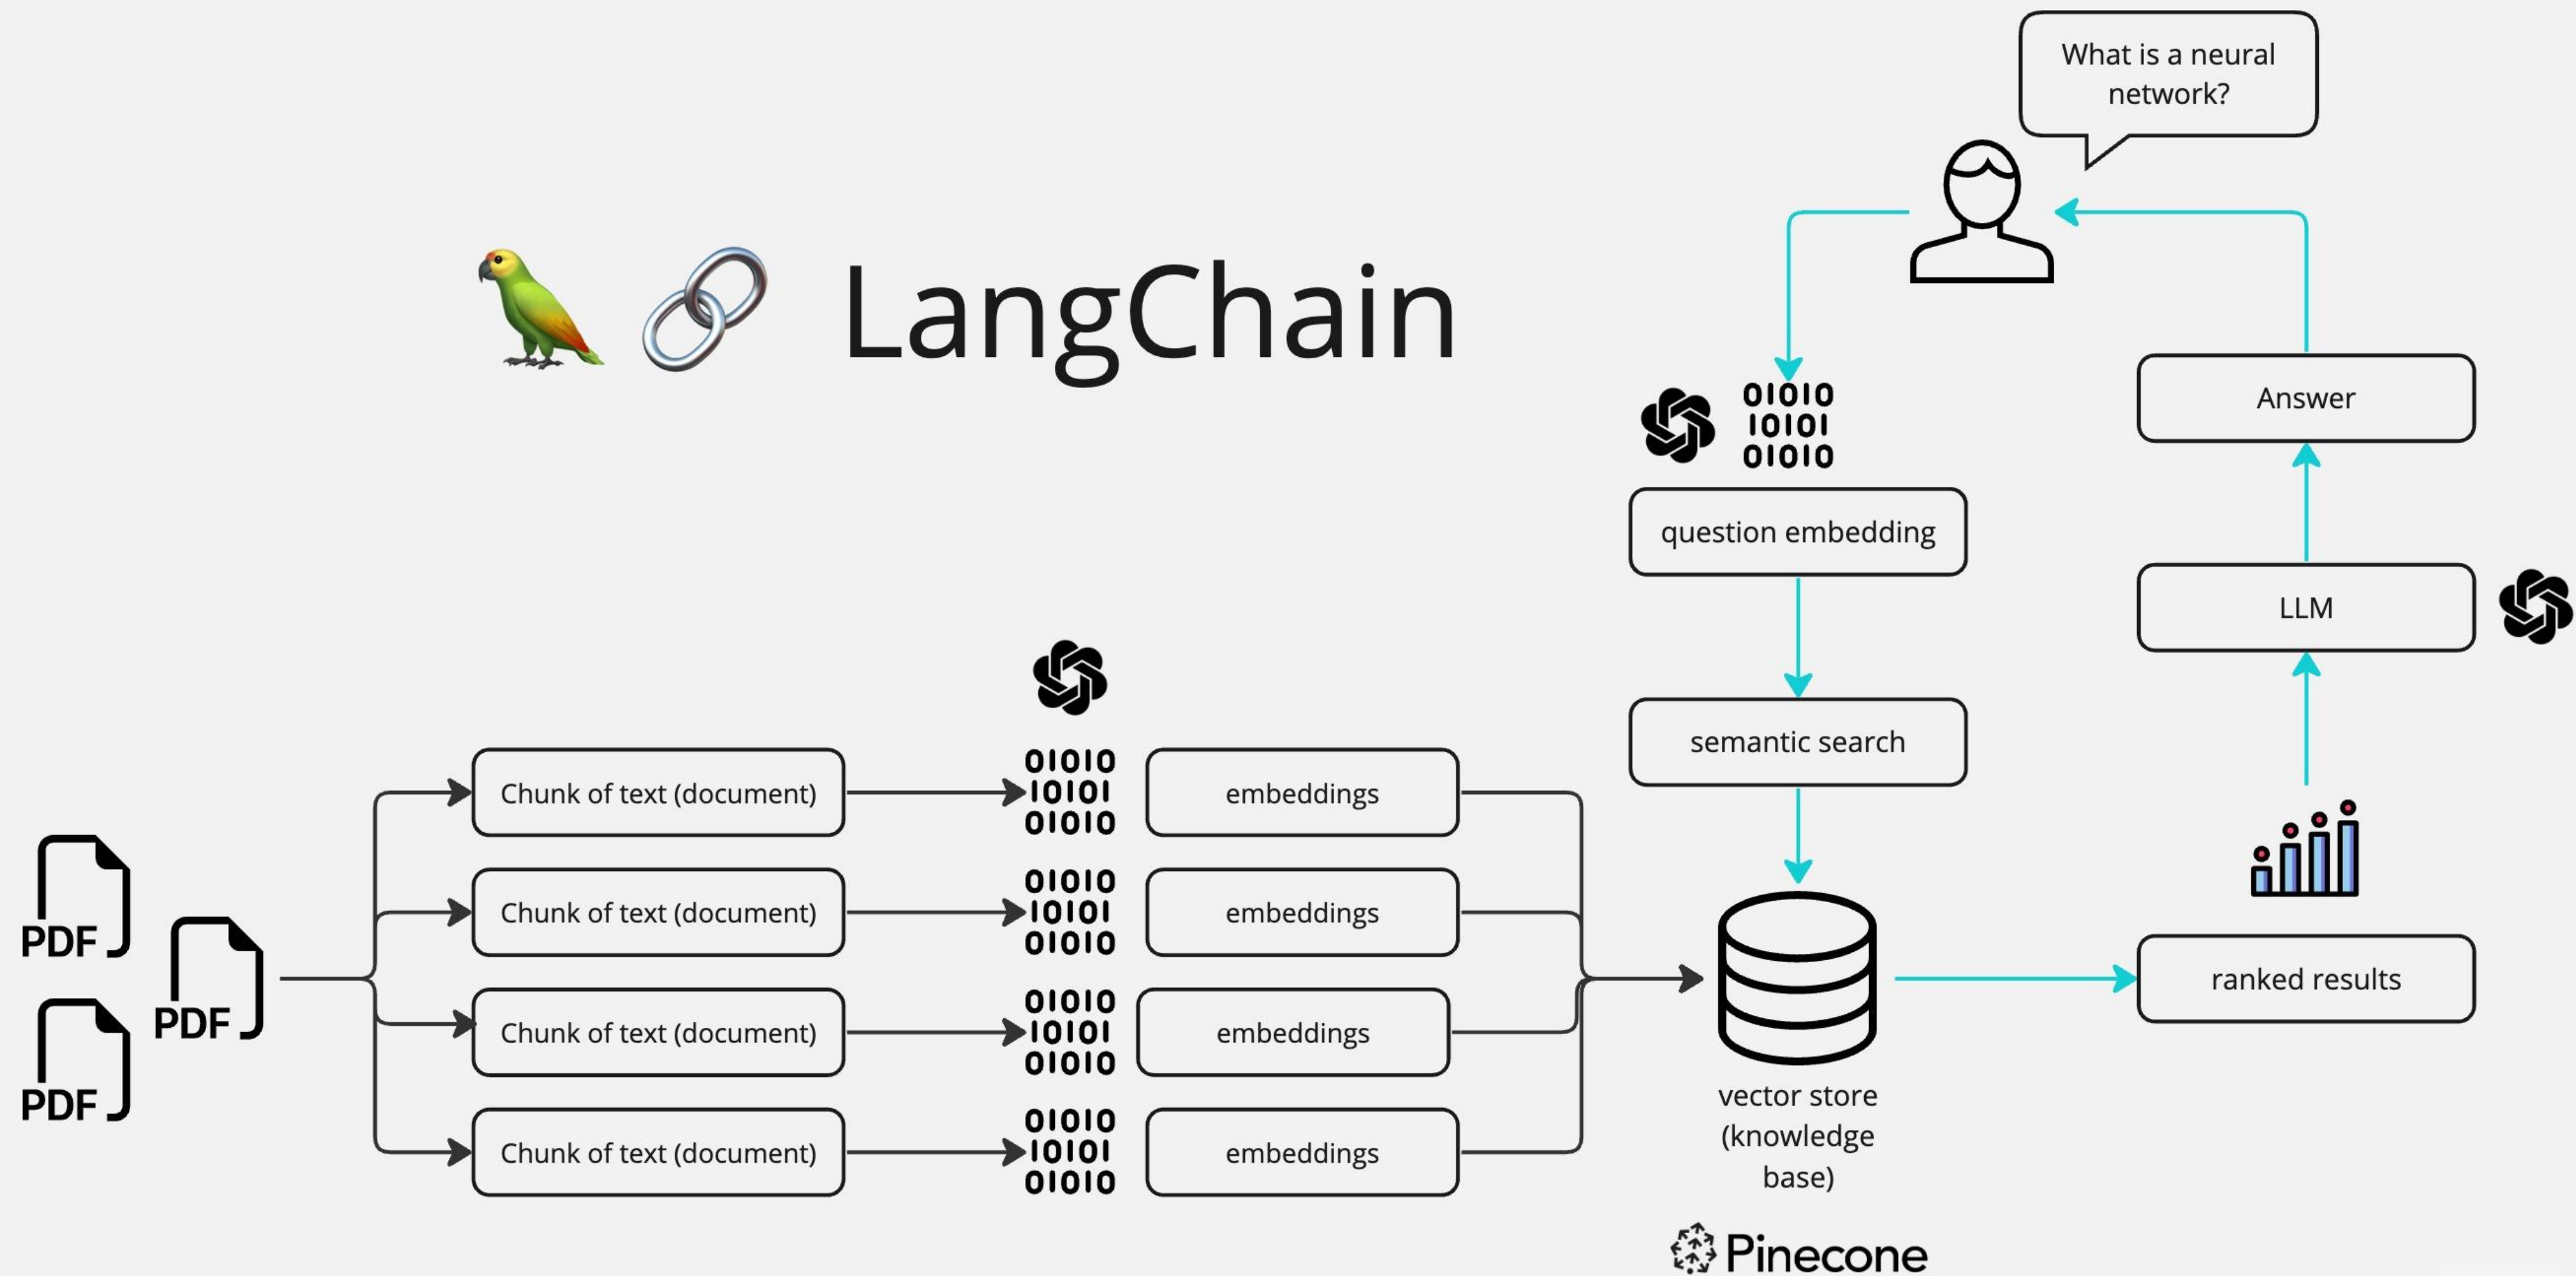 What is a neural
network?
LangChain
01010
10101
01010
Answer
question embedding
LLM
semantic search
01010
10101
01010
Chunk of text (document)
embeddings
01010
10101
01010
Chunk of text (document)
embeddings
01010
10101
01010
Chunk of text (document)
embeddings
01010
10101
01010
Chunk of text (document)
embeddings
PDF
PDF
PDF
ranked results
vector store
(knowledge
base)
Pinecone